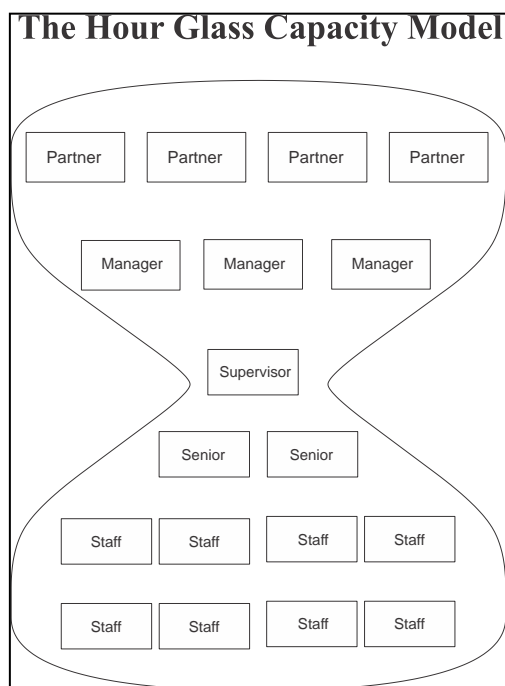 The Hour Glass Capacity Model
Partner Partner Partner Partner
Manager Manager Manager
Supervisor
Senior Senior
Staff Staff Staff Staff
Staff Staff Staff Staff